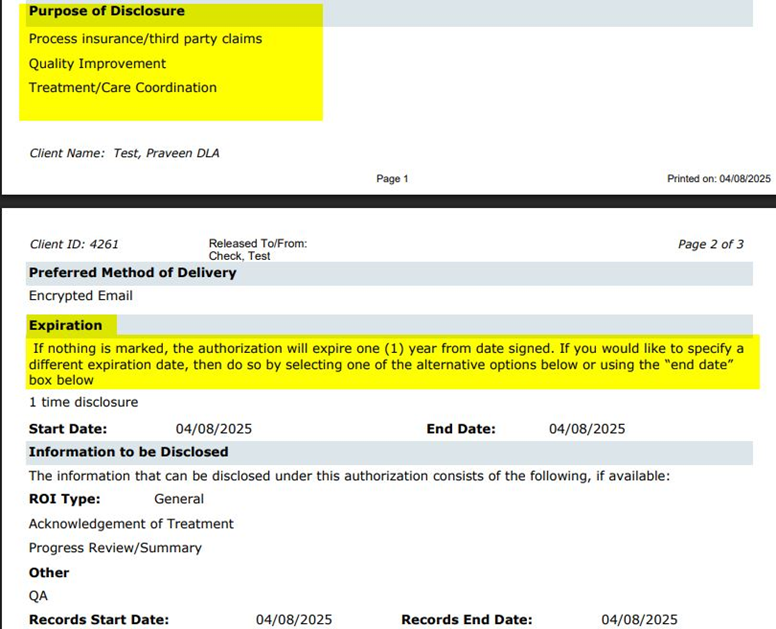 Purpose of Disclosure
Process insurance/third party claims
Quality Improvement
Treatment/Care Coordination
Client Name: Test, Praveen DLA
Page 1 Printed on: 04/08/2025
Client ID: 4261 Released To/From: Page 2 of 3
Check, Test
Preferred Method of Delivery
Encrypted Email
Expiration
If nothing is marked, the authorization will expire one (1) year from date signed. If you would like to specify a
different expiration date, then do so by selecting one of the alternative options below or using the “end date”
box below
1 time disclosure
Start Date: 04/08/2025 End Date: 04/08/2025
Information to be Disclosed
The information that can be disclosed under this authorization consists of the following, if available:
ROI Type: General
Acknowledgement of Treatment
Progress Review/Summary
Other
QA
Records Start Date: 04/08/2025 Records End Date: 04/08/2025